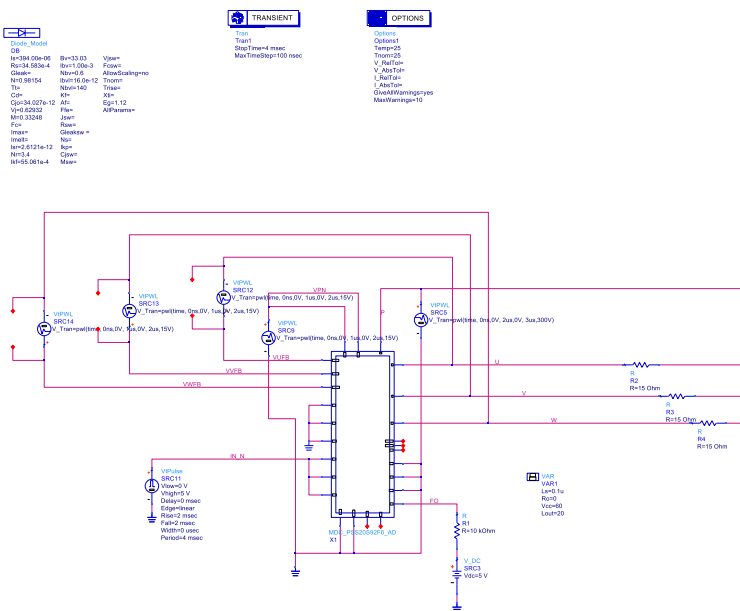 TRANSIENT
Tran
Tran1
StopTime=4 msec
MaxTimeStep=100 nsec
OPTIONS
Options
Options1
Temp=25
Tnom=25
V_RelTol=
V_AbsTol=
I_RelTol=
I_AbsTol=
GiveAllWarnings=yes
MaxWarnings=10
Diode_Model
DB
Is=394.00e-06 Bv=33.03 Vjsw=
Rs=34.583e-4 Ibv=1.00e-3 Fcsw=
Gleak= Nbv=0.6 AllowScaling=no
N=0.98154 Ibvl=16.0e-12 Tnom=
Tt= Nbvl=140 Trise=
Cd= Kf= Xti=
Cjo=34.027e-12 Af= Eg=1.12
Vj=0.62932 Ffe= AllParams=
M=0.33248 Jsw=
Fc= Rsw=
Imax= Gleaksw =
Imelt= Ns=
Isr=2.6121e-12 Ikp=
Nr=3.4 Cjsw=
Ikf=55.061e-4 Msw=
VtPWL
SRC14
V_Tran=pwl(time, 0ns,0V, 1us,0V, 2us,15V)
VtPWL
SRC13
V_Tran=pwl(time, 0ns,0V, 1us,0V, 2us,15V)
VtPWL
SRC12
V_Tran=pwl(time, 0ns,0V, 1us,0V, 2us,15V)
VPN
VtPWL
SRC9
V_Tran=pwl(time, 0ns,0V, 1us,0V, 2us,15V)
P
VtPWL
SRC5
V_Tran=pwl(time, 0ns,0V, 2us,0V, 3us,300V)
VUFB
VVFB
VWFB
U
V
W
R
R2
R=15 Ohm
R
R3
R=15 Ohm
R
R4
R=15 Ohm
IN_N
VtPulse
SRC11
Vlow=0 V
Vhigh=5 V
Delay=0 msec
Edge=linear
Rise=2 msec
Fall=2 msec
Width=0 usec
Period=4 msec
MDC_PSS20S92F6_AD
X1
FO
R
R1
R=10 kOhm
V_DC
SRC3
Vdc=5 V
VAR
VAR1
Ls=0.1u
Ro=0
Vcc=60
Lout=20